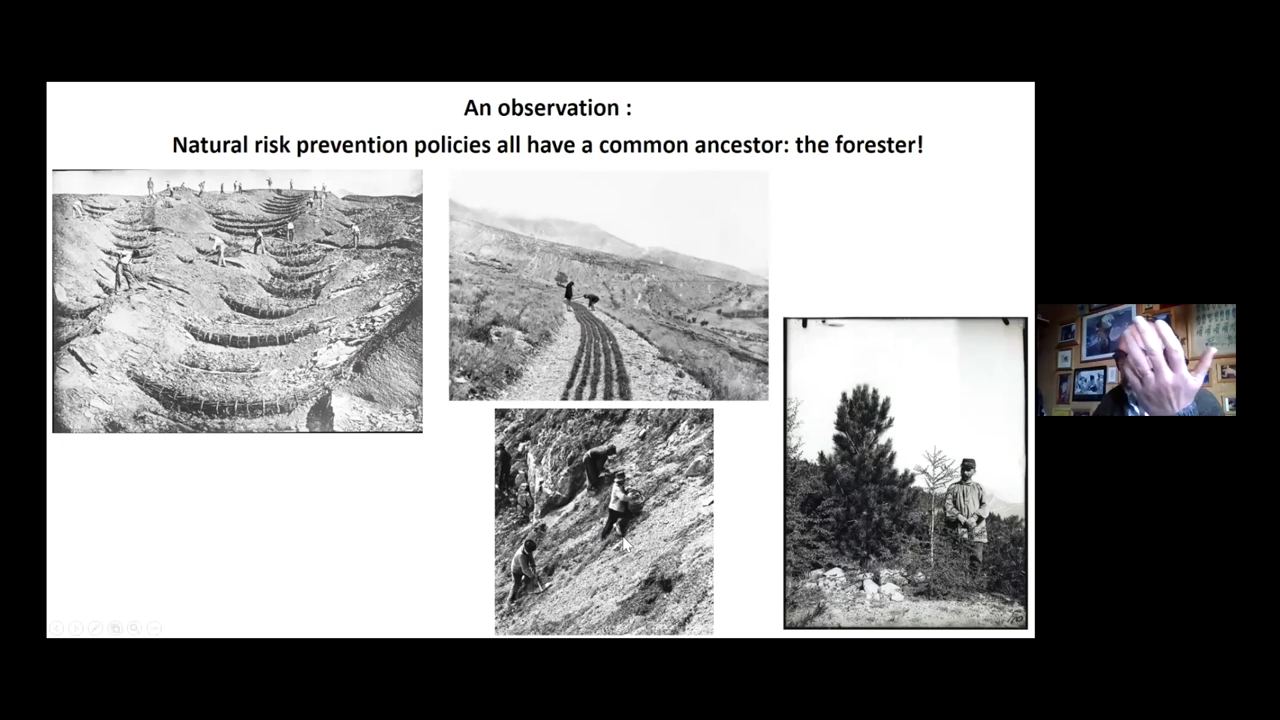 An observation :
Natural risk prevention policies all have a common ancestor: the forester!